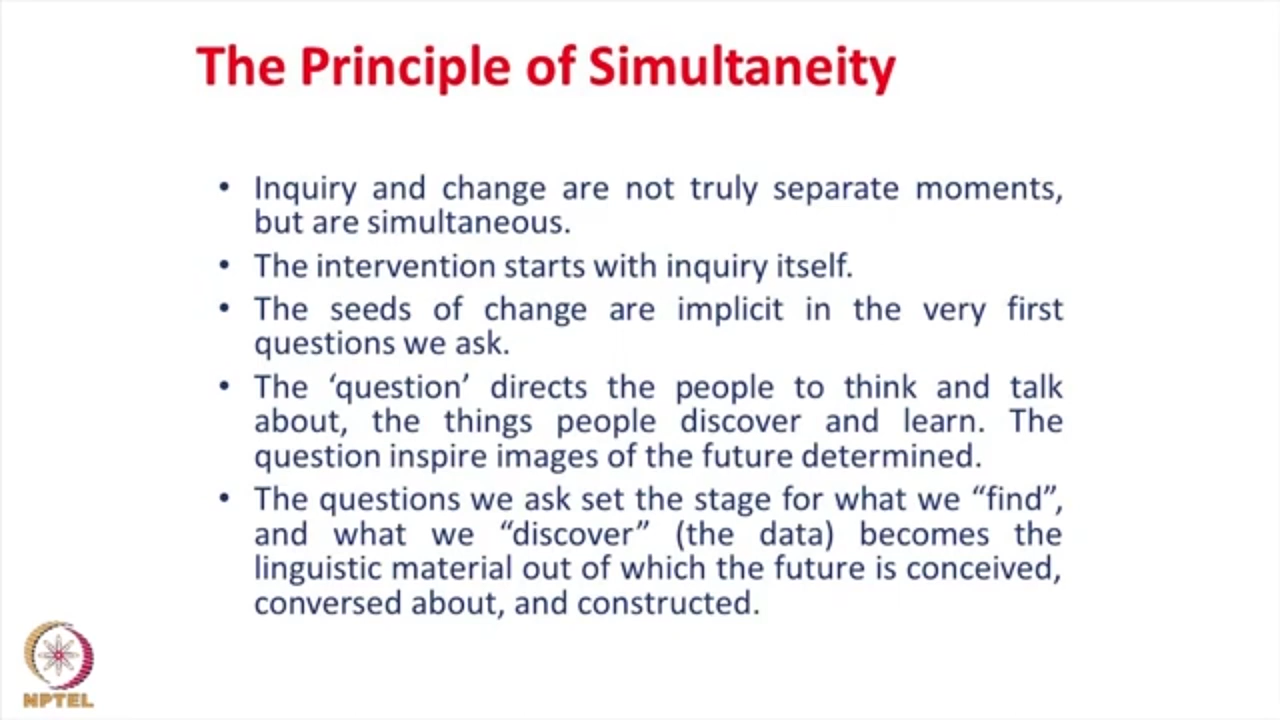 The Principle of Simultaneity
• Inquiry and change are not truly separate moments,
but are simultaneous.
• The intervention starts with inquiry itself.
• The seeds of change are implicit in the very first
questions we ask.
• The ‘question’ directs the people to think and talk
about, the things people discover and learn. The
question inspire images of the future determined.
• The questions we ask set the stage for what we “find”,
and what we “discover” (the data) becomes the
linguistic material out of which the future is conceived,
conversed about, and constructed.
NPTEL